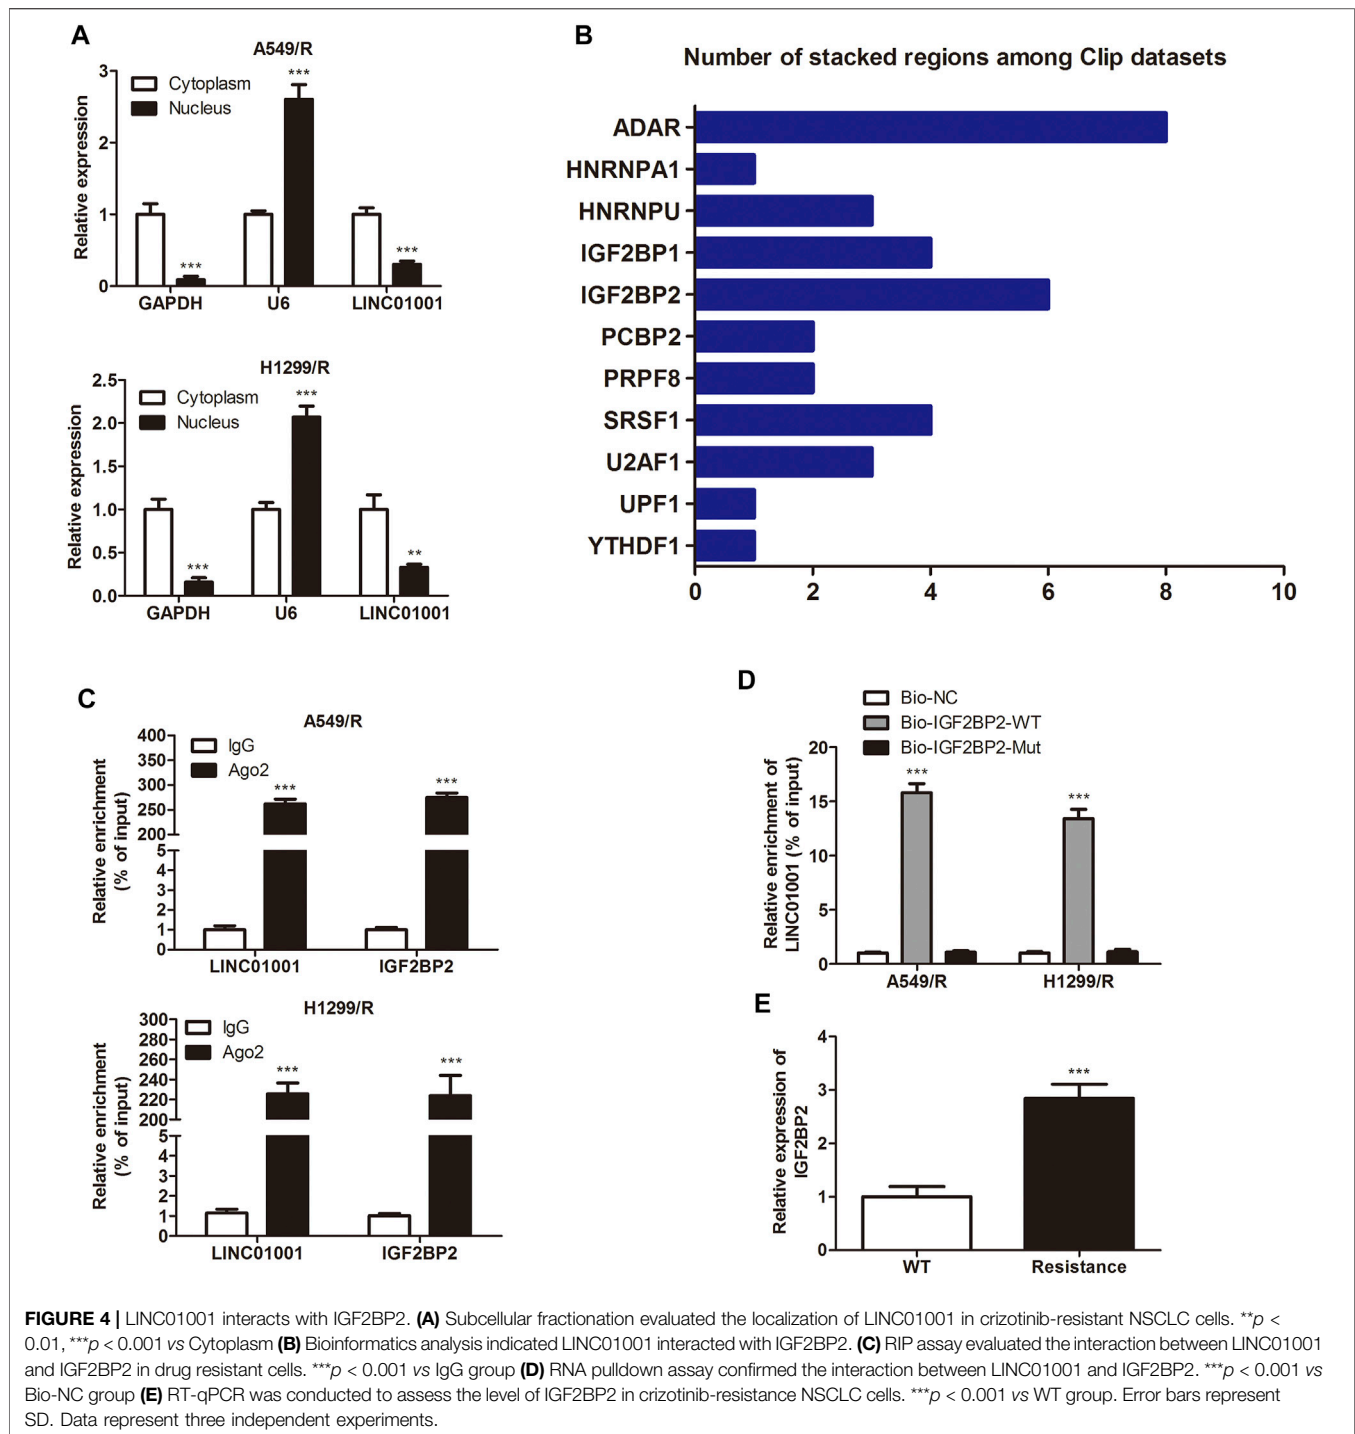 A
A549/R
Cytoplasm
Nucleus
Relative expression
3
2
1
0
***
***
***
GAPDH
U6
LINC01001
H1299/R
Cytoplasm
Nucleus
Relative expression
2.5
2.0
1.5
1.0
0.5
0.0
***
***
**
GAPDH
U6
LINC01001
B
Number of stacked regions among Clip datasets
ADAR
HNRNPA1
HNRNPU
IGF2BP1
IGF2BP2
PCBP2
PRPF8
SRSF1
U2AF1
UPF1
YTHDF1
0 2 4 6 8 10
C
A549/R
IgG
Ago2
Relative enrichment
(% of input)
400
350
300
250
200
5
4
3
2
1
0
***
***
LINC01001
IGF2BP2
H1299/R
IgG
Ago2
Relative enrichment
(% of input)
300
280
260
240
220
200
5
4
3
2
1
0
***
***
LINC01001
IGF2BP2
D
Bio-NC
Bio-IGF2BP2-WT
Bio-IGF2BP2-Mut
Relative enrichment of
LINC01001 (% of input)
20
15
10
5
0
***
***
A549/R
H1299/R
E
Relative expression of
IGF2BP2
4
3
2
1
0
***
WT
Resistance
FIGURE 4 | LINC01001 interacts with IGF2BP2. (A) Subcellular fractionation evaluated the localization of LINC01001 in crizotinib-resistant NSCLC cells. **p <
0.01, ***p < 0.001 vs Cytoplasm (B) Bioinformatics analysis indicated LINC01001 interacted with IGF2BP2. (C) RIP assay evaluated the interaction between LINC01001
and IGF2BP2 in drug resistant cells. ***p < 0.001 vs IgG group (D) RNA pulldown assay confirmed the interaction between LINC01001 and IGF2BP2. ***p < 0.001 vs
Bio-NC group (E) RT-qPCR was conducted to assess the level of IGF2BP2 in crizotinib-resistance NSCLC cells. ***p < 0.001 vs WT group. Error bars represent
SD. Data represent three independent experiments.